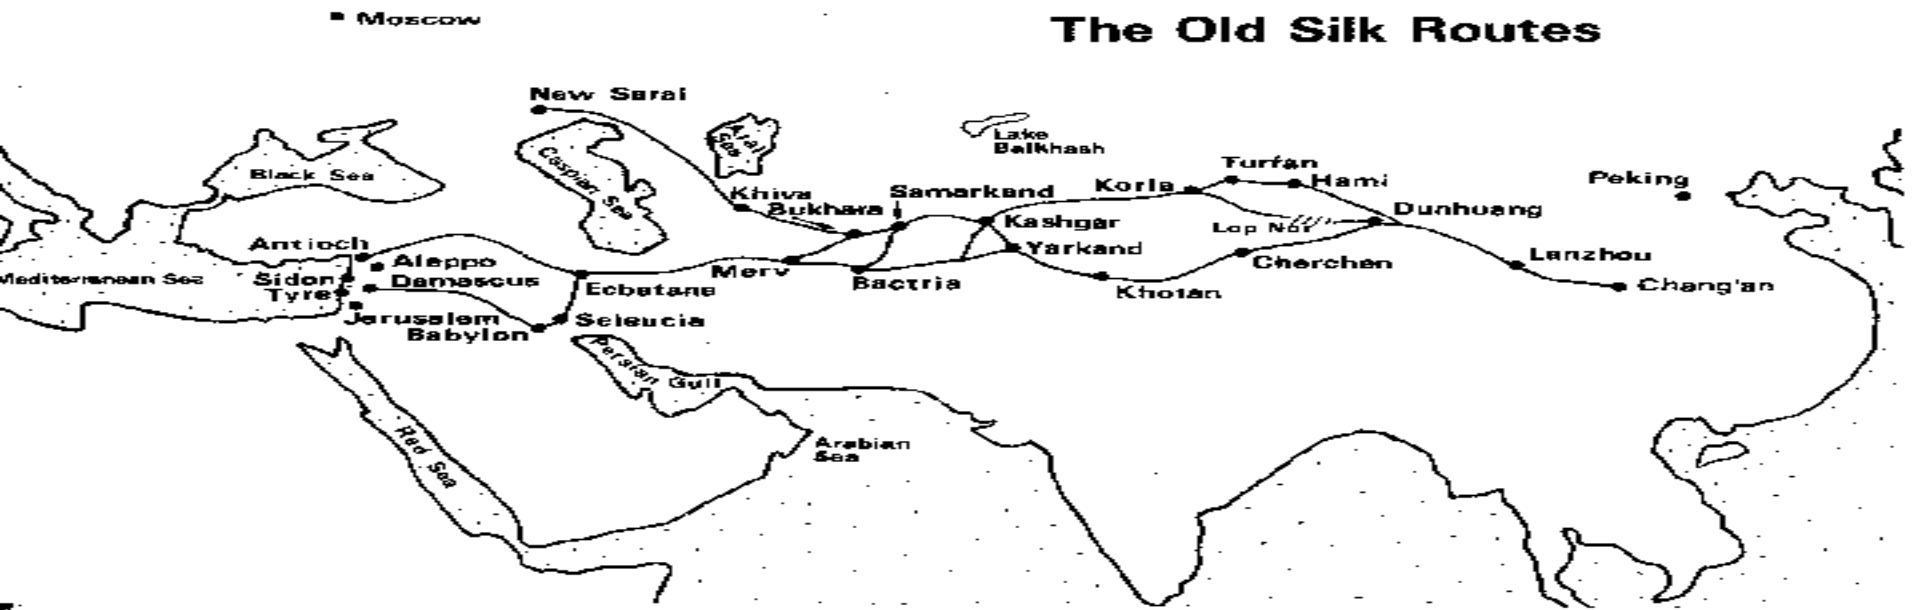 Moscow
The Old Silk Routes
New Sarai
Aral
Sea
Lake
Balkhash
Black Sea
Caspian Sea
Turfan
Hami
Peking
Korla
Khiva
Samarkand
Bukhara
Kashgar
Lop Nor
Dunhuang
Antioch
Aleppo
Yarkand
Cherchen
Lanzhou
Mediterranean Sea
Sidon
Damascus
Ecbatana
Merv
Bactria
Khotan
Chang'an
Tyre
Jerusalem
Babylon
Seleucia
Persian Gulf
Red Sea
Arabian
Sea